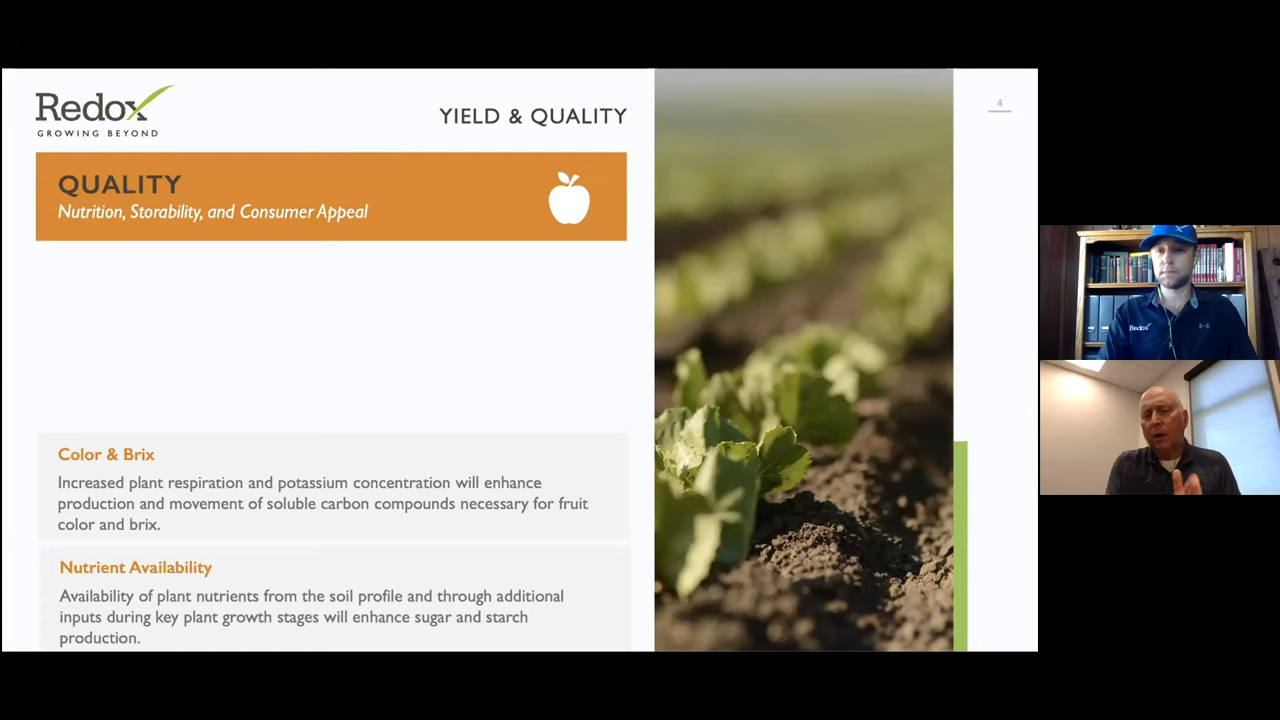 Redox
GROWING BEYOND
YIELD & QUALITY
4
QUALITY
Nutrition, Storability, and Consumer Appeal
Color & Brix
Increased plant respiration and potassium concentration will enhance
production and movement of soluble carbon compounds necessary for fruit
color and brix.
Nutrient Availability
Availability of plant nutrients from the soil profile and through additional
inputs during key plant growth stages will enhance sugar and starch
production.
Redox